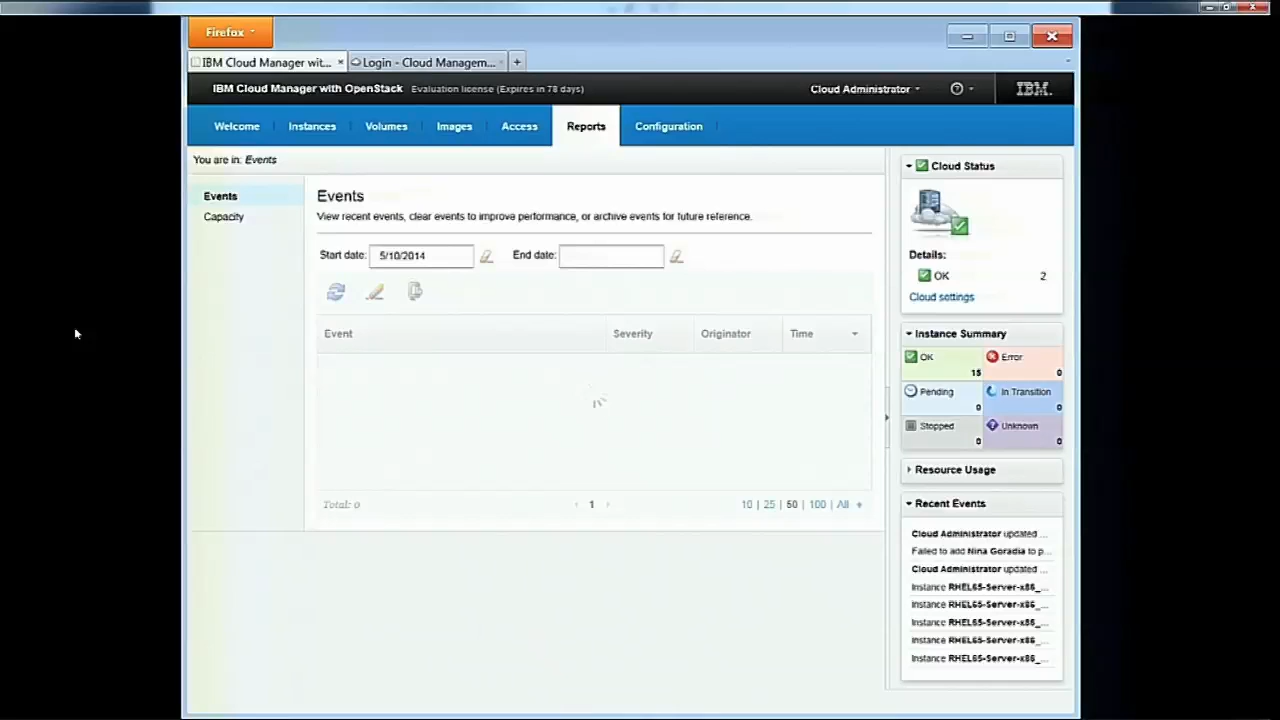 Firefox
IBM Cloud Manager wit...
Login - Cloud Managem...
IBM Cloud Manager with OpenStack Evaluation license (Expires in 78 days)
Cloud Administrator
IBM.
Welcome Instances Volumes Images Access Reports Configuration
You are in: Events
Events
Capacity
Events
View recent events, clear events to improve performance, or archive events for future reference.
Start date: 5/10/2014 End date:
Event Severity Originator Time
Total: 0
1
10 | 25 | 50 | 100 | All
Cloud Status
Details:
OK 2
Cloud settings
Instance Summary
OK 15
Error 0
Pending 0
In Transition 0
Stopped 0
Unknown 0
Resource Usage
Recent Events
Cloud Administrator updated ...
Failed to add Nina Goradia to p...
Cloud Administrator updated ...
Instance RHEL65-Server-x86_...
Instance RHEL65-Server-x86_...
Instance RHEL65-Server-x86_...
Instance RHEL65-Server-x86_...
Instance RHEL65-Server-x86_...